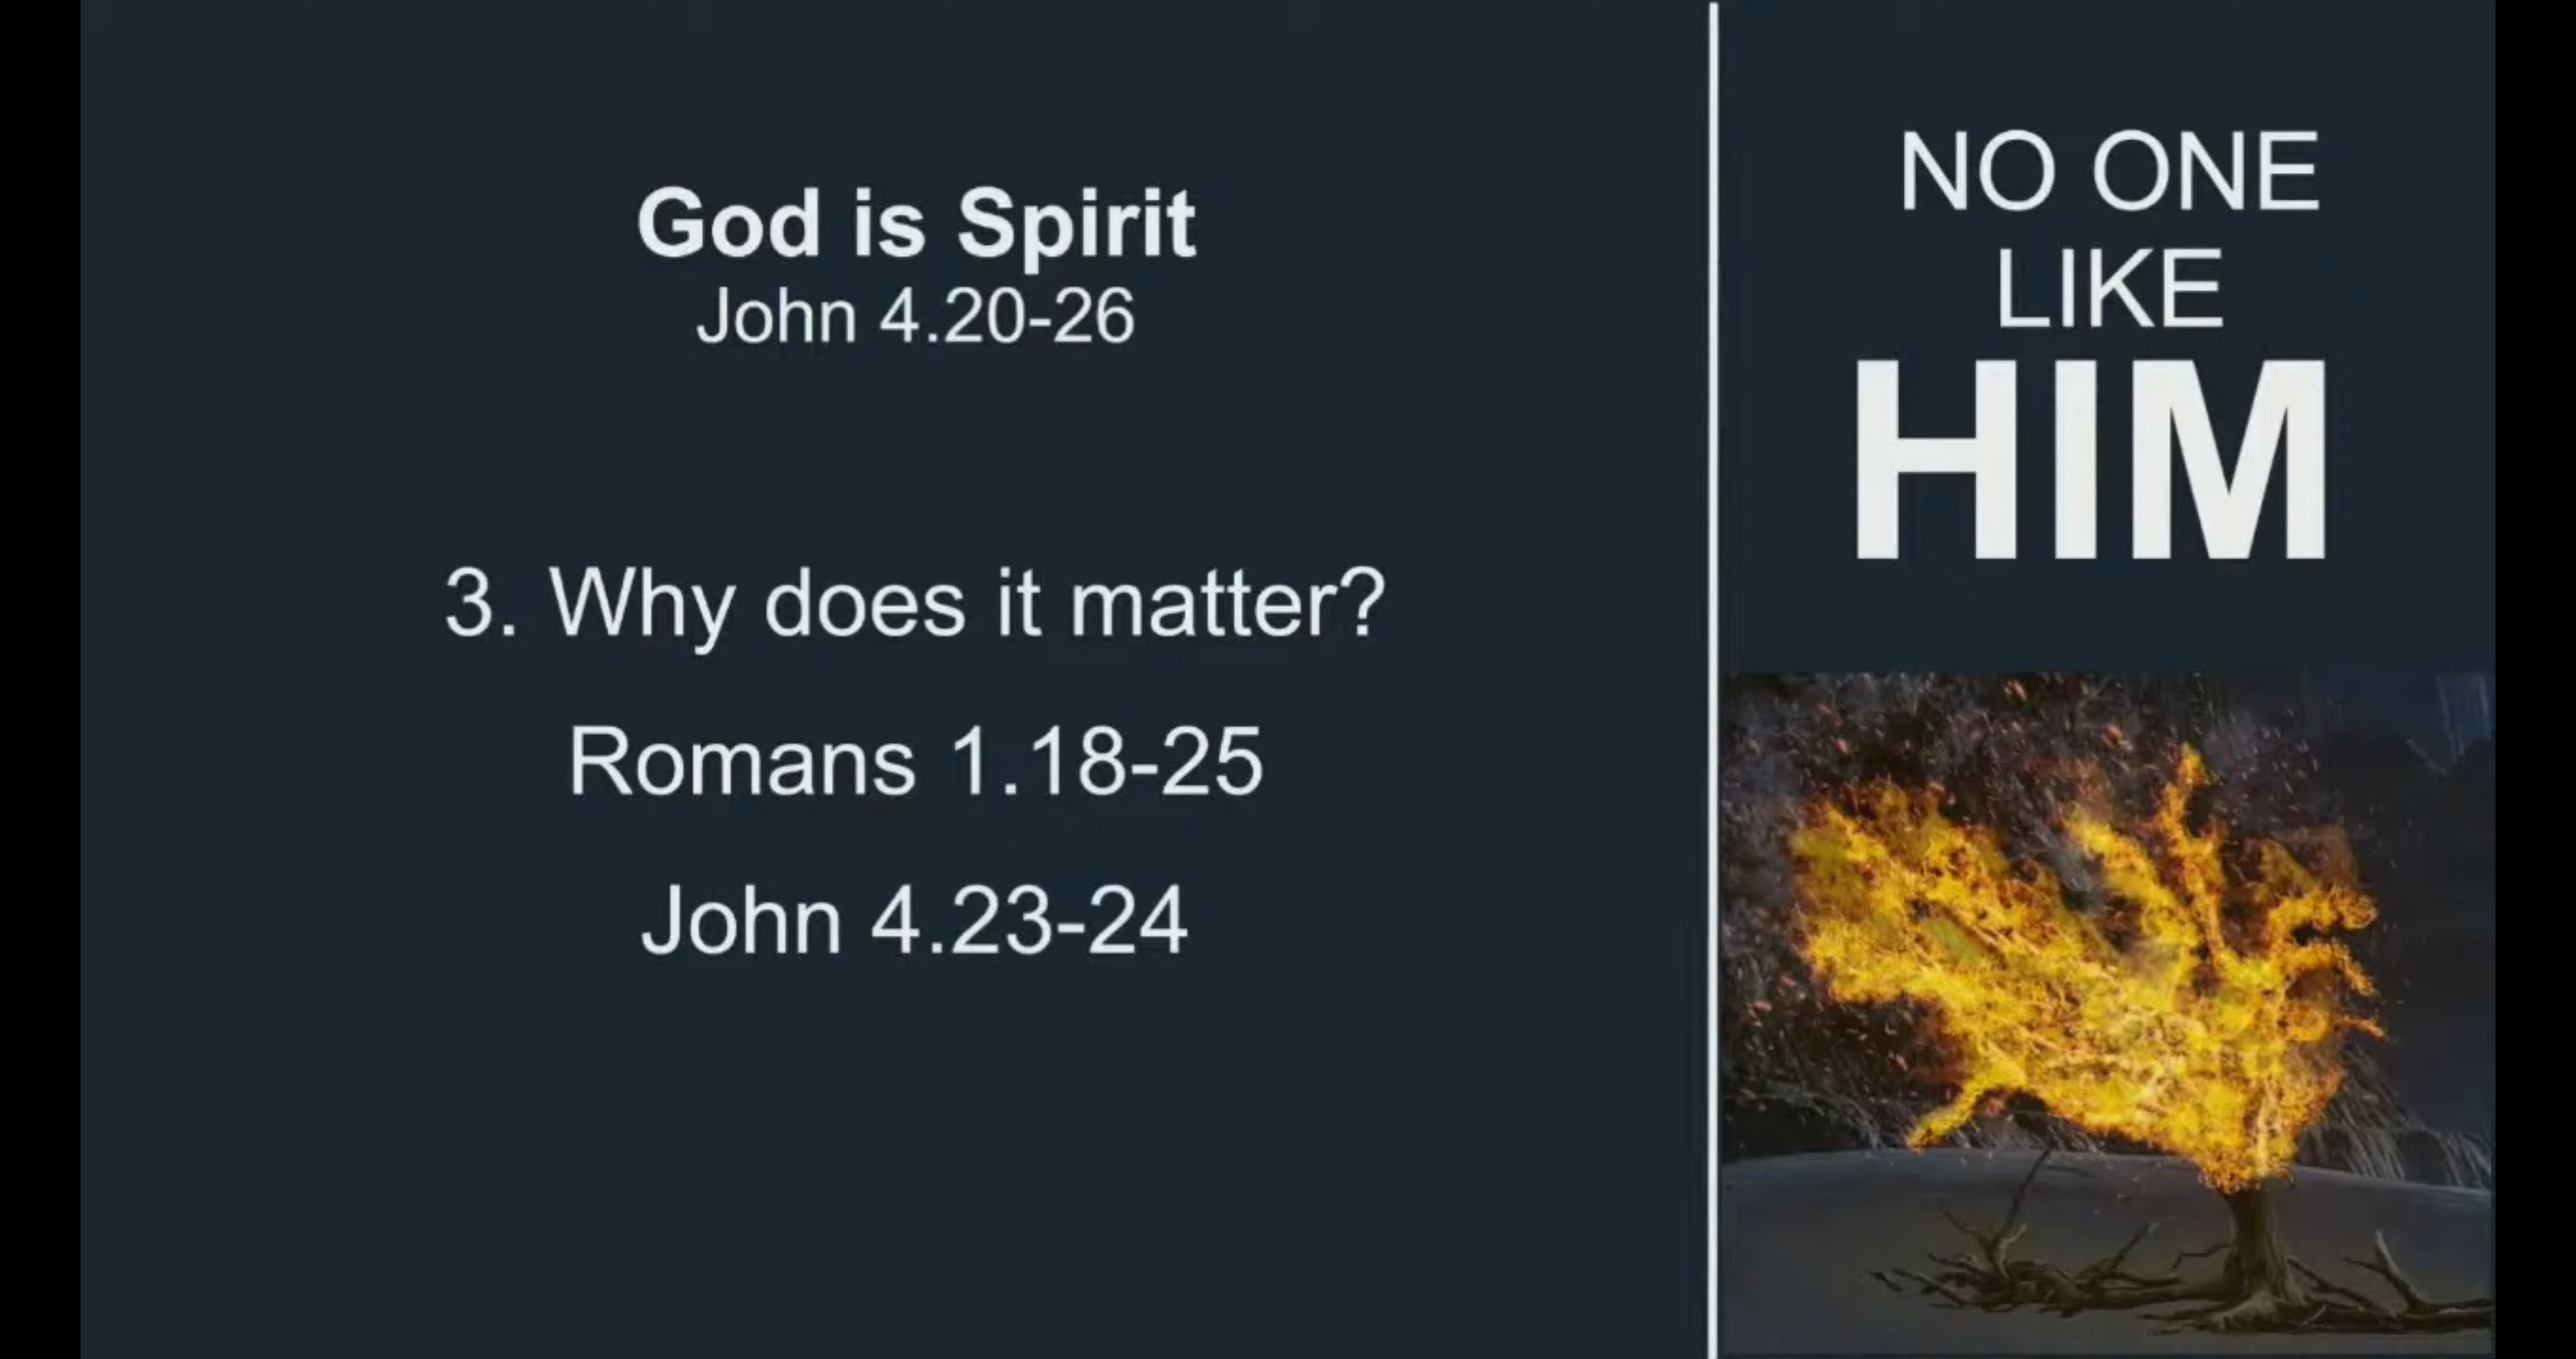 God is Spirit
John 4.20-26
3. Why does it matter?
Romans 1.18-25
John 4.23-24
NO ONE
LIKE
HIM